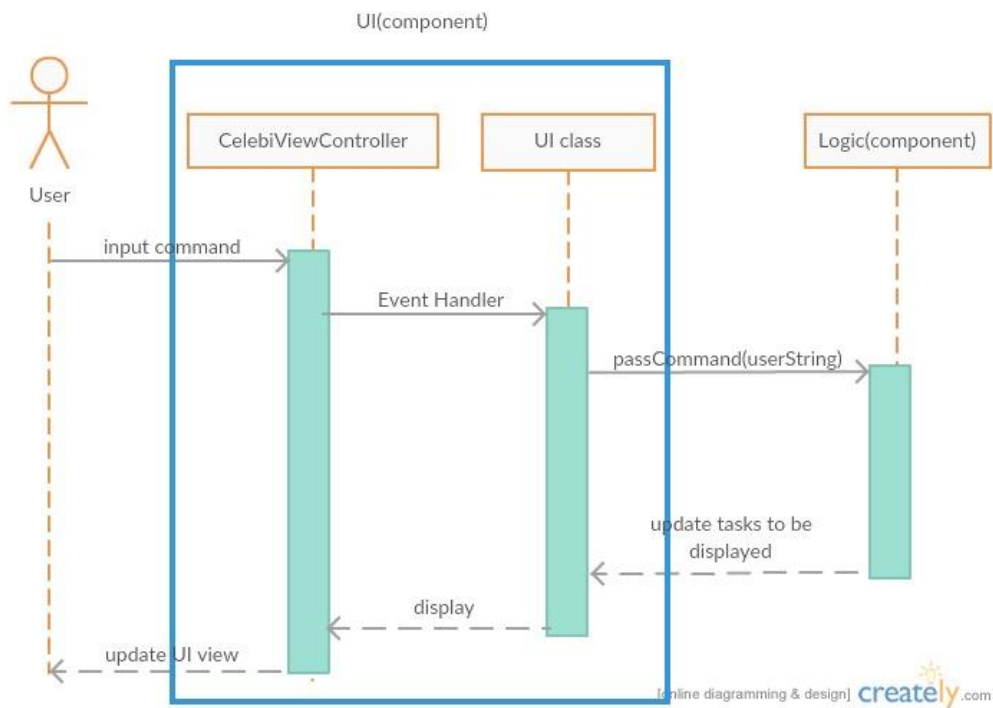 UI(component)
CelebiViewController
UI class
Logic(component)
User
input command
Event Handler
passCommand(userString)
update tasks to be
displayed
display
update UI view
[online diagramming & design] creately.com